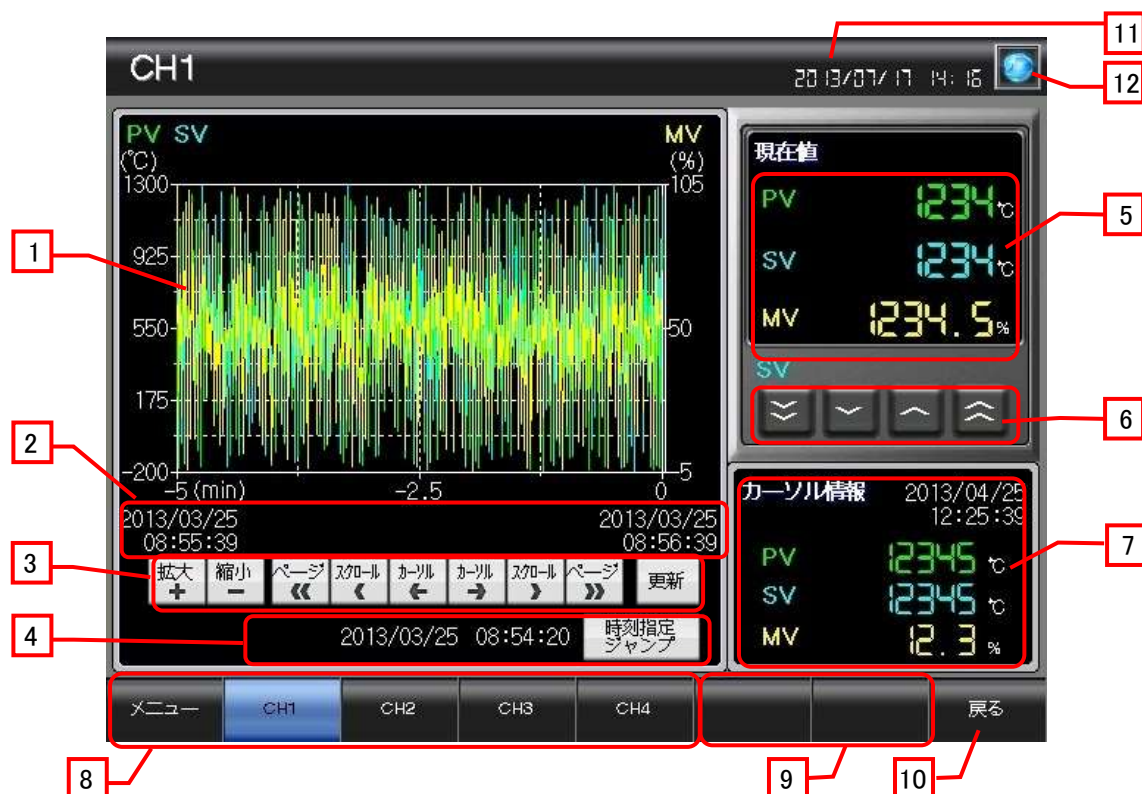 11
CH1
2013/07/17 14:16
12
PV SV
MV
(℃)
(%)
1300
105
925
550
50
175
-200
5
-5(min)
-2.5
0
1
2
2013/03/25
08:55:39
2013/03/25
08:56:39
3
拡大
+
縮小
-
ページ
《
スクロール
〈
カーソル
←
カーソル
→
スクロール
〉
ページ
》
更新
4
2013/03/25 08:54:20
時刻指定
ジャンプ
現在値
PV 1234 ℃
SV 1234 ℃
MV 1234.5 %
5
SV
6
カーソル情報
2013/04/25
12:25:39
PV 12345 ℃
SV 12345 ℃
MV 12.3 %
7
メニュー
CH1
CH2
CH3
CH4
戻る
8
9
10